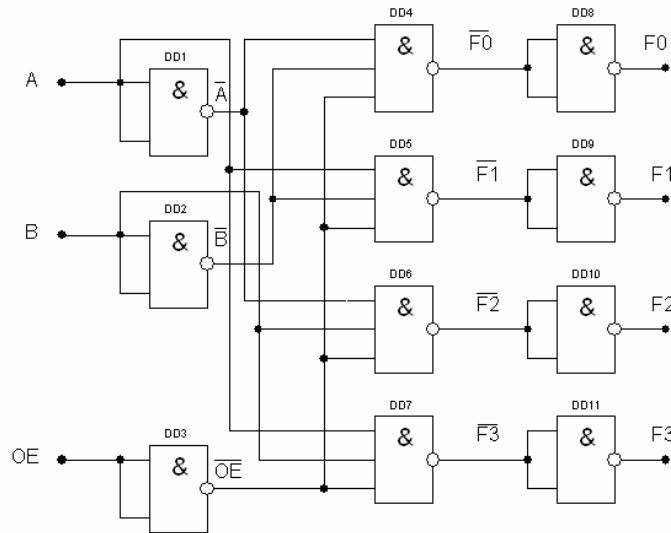 DD4
DD8
&
F0
&
F0
A
DD1
&
A
DD5
DD9
&
F1
&
F1
B
DD2
&
B
DD6
DD10
&
F2
&
F2
DD7
DD11
&
F3
&
F3
OE
DD3
&
OE